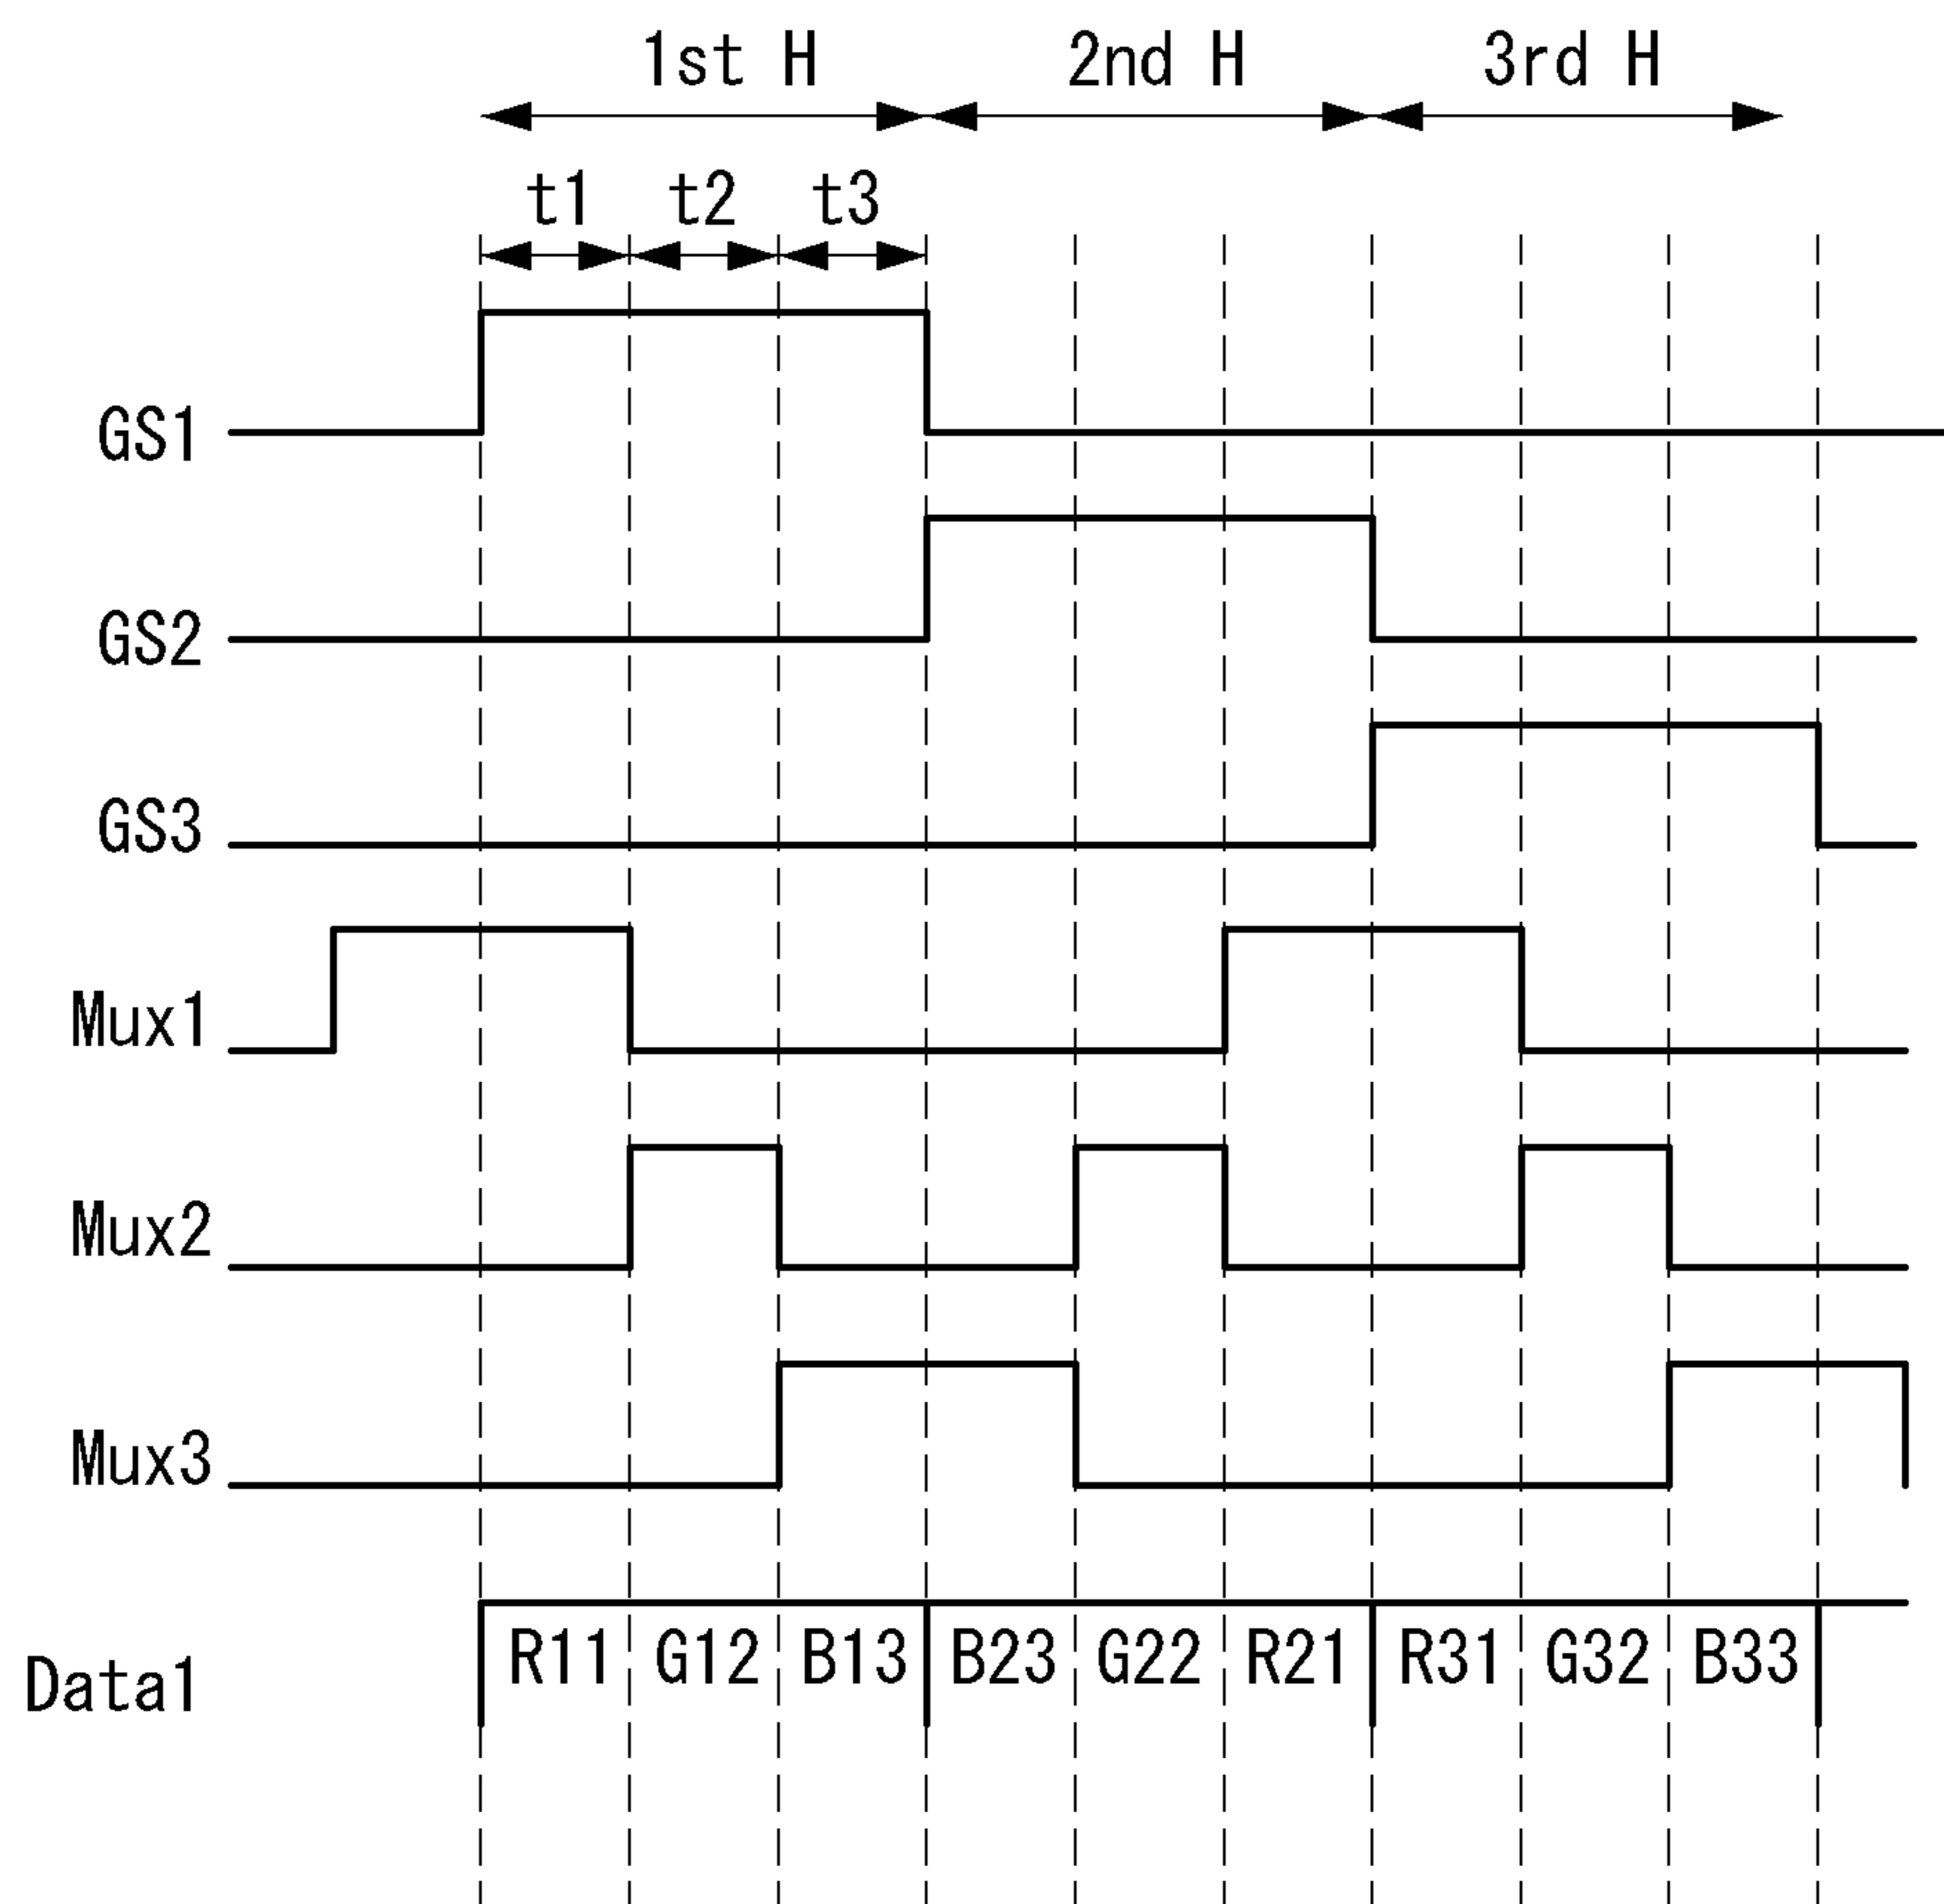 1st H 2nd H 3rd H
t1 t2 t3
GS1
GS2
GS3
Mux1
Mux2
Mux3
Data1 R11 G12 B13 B23 G22 R21 R31 G32 B33